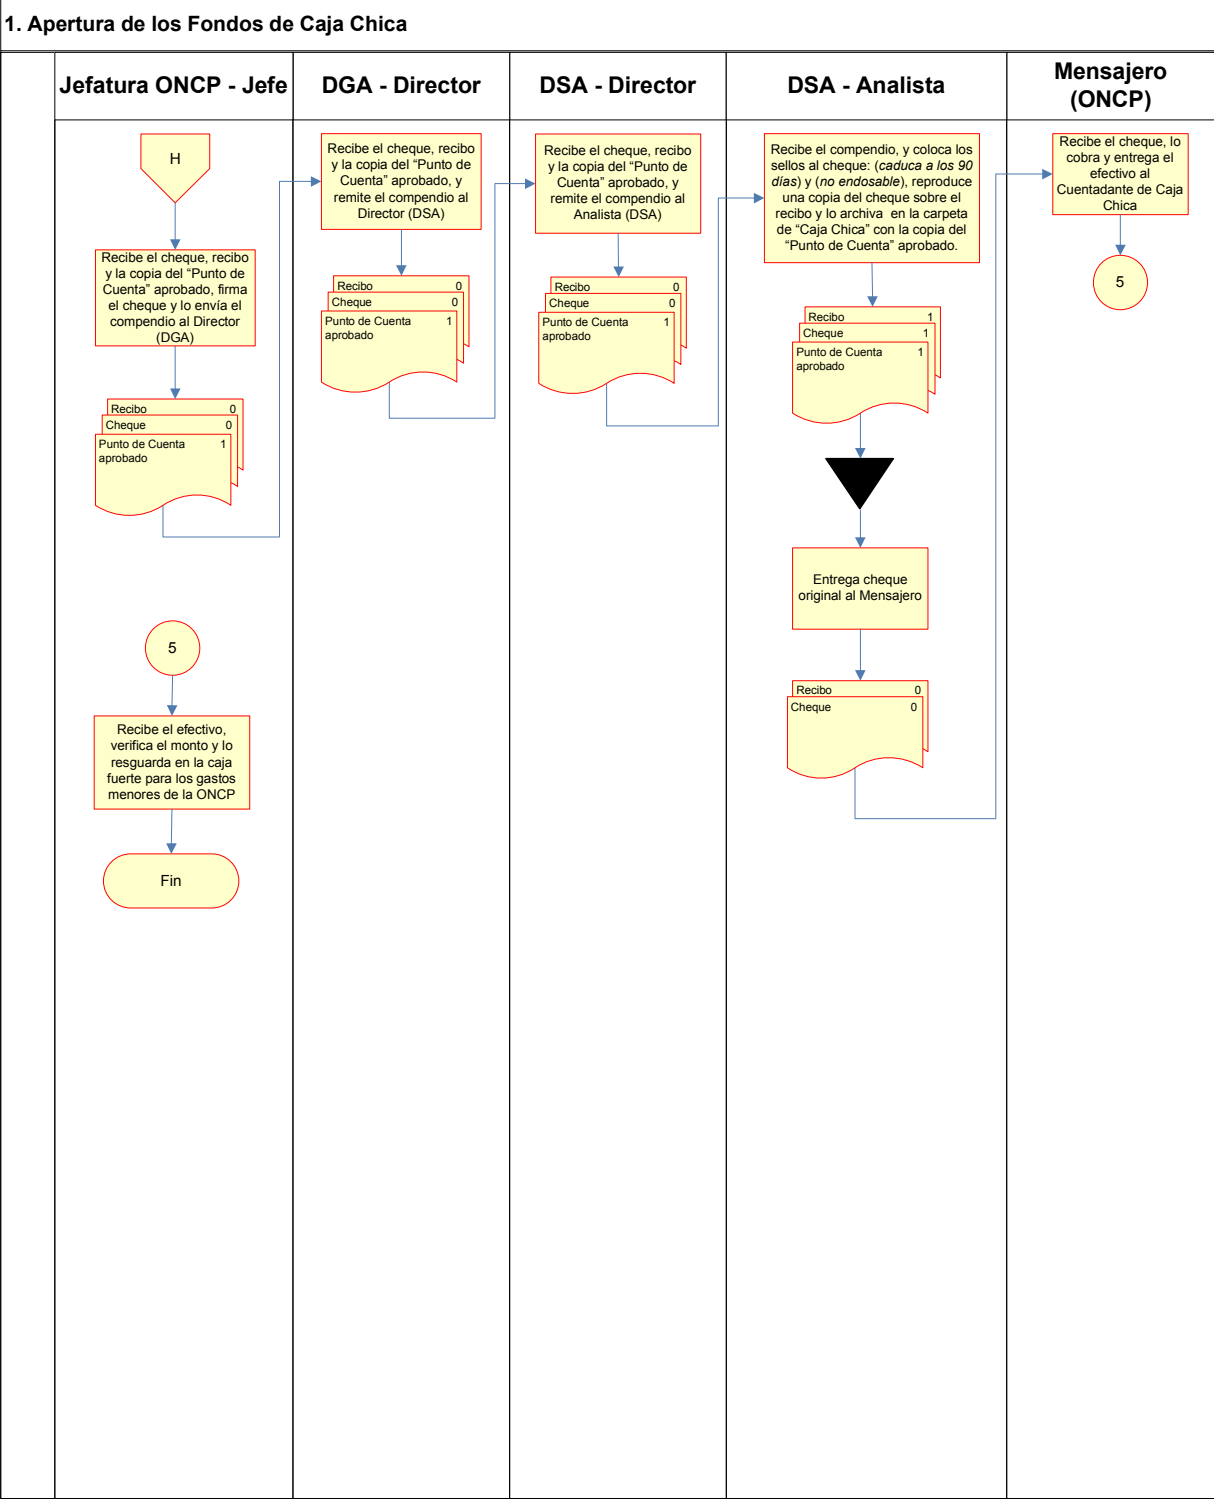 1. Apertura de los Fondos de Caja Chica
Jefatura ONCP - Jefe
DGA - Director
DSA - Director
DSA - Analista
Mensajero
(ONCP)
H
Recibe el cheque, recibo
y la copia del “Punto de
Cuenta” aprobado, firma
el cheque y lo envía el
compendio al Director
(DGA)
Recibo 0
Cheque 0
Punto de Cuenta 1
aprobado
5
Recibe el efectivo,
verifica el monto y lo
resguarda en la caja
fuerte para los gastos
menores de la ONCP
Fin
Recibe el cheque, recibo
y la copia del “Punto de
Cuenta” aprobado, y
remite el compendio al
Director (DSA)
Recibo 0
Cheque 0
Punto de Cuenta 1
aprobado
Recibe el cheque, recibo
y la copia del “Punto de
Cuenta” aprobado, y
remite el compendio al
Analista (DSA)
Recibo 0
Cheque 0
Punto de Cuenta 1
aprobado
Recibe el compendio, y coloca los
sellos al cheque: (caduca a los 90
días) y (no endosable), reproduce
una copia del cheque sobre el
recibo y lo archiva en la carpeta
de “Caja Chica” con la copia del
“Punto de Cuenta” aprobado.
Recibo 1
Cheque 1
Punto de Cuenta 1
aprobado
Entrega cheque
original al Mensajero
Recibo 0
Cheque 0
Recibe el cheque, lo
cobra y entrega el
efectivo al
Cuentadante de Caja
Chica
5